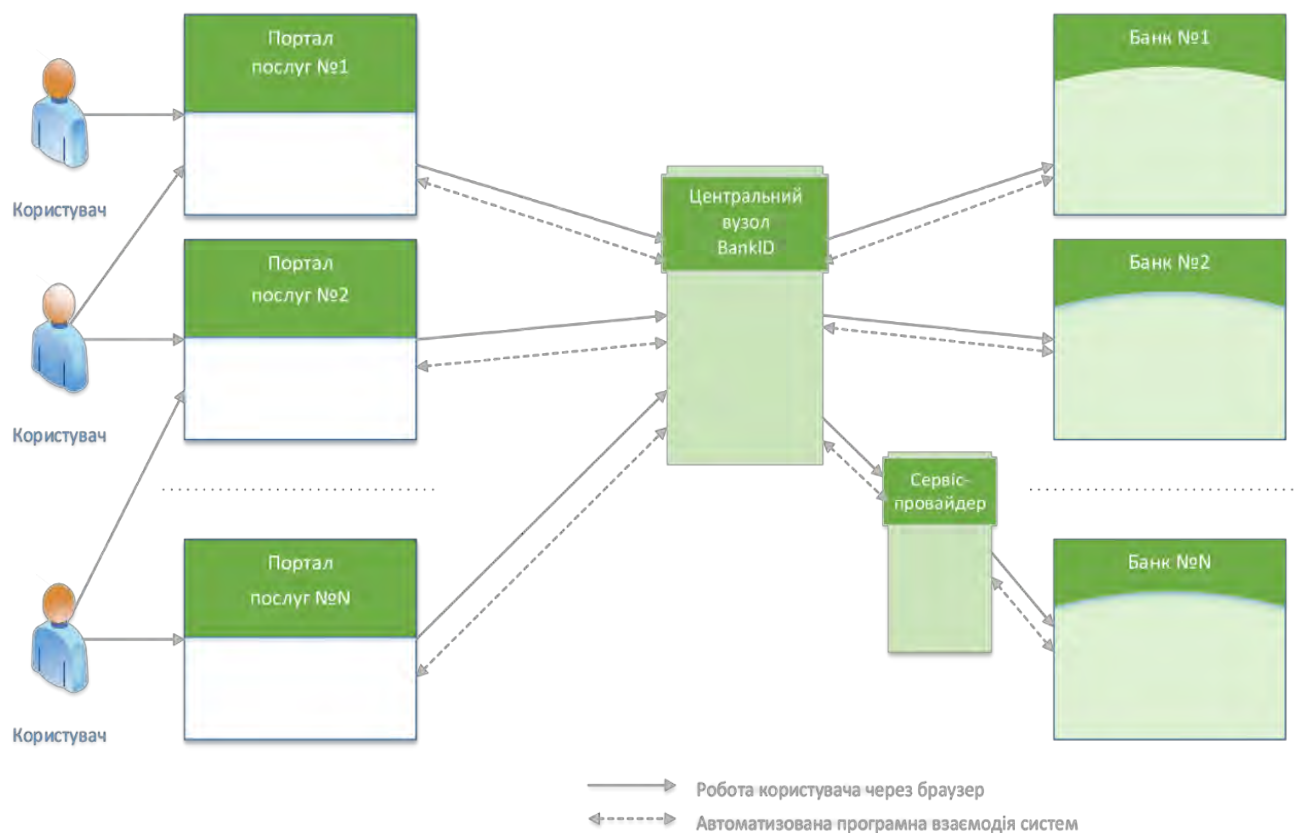 Портал
послуг №1
Банк №1
Користувач
Центральний
вузол
BankID
Портал
послуг №2
Банк №2
Користувач
Сервіс-
провайдер
Портал
послуг №N
Банк №N
Користувач
Робота користувача через браузер
Автоматизована програмна взаємодія систем